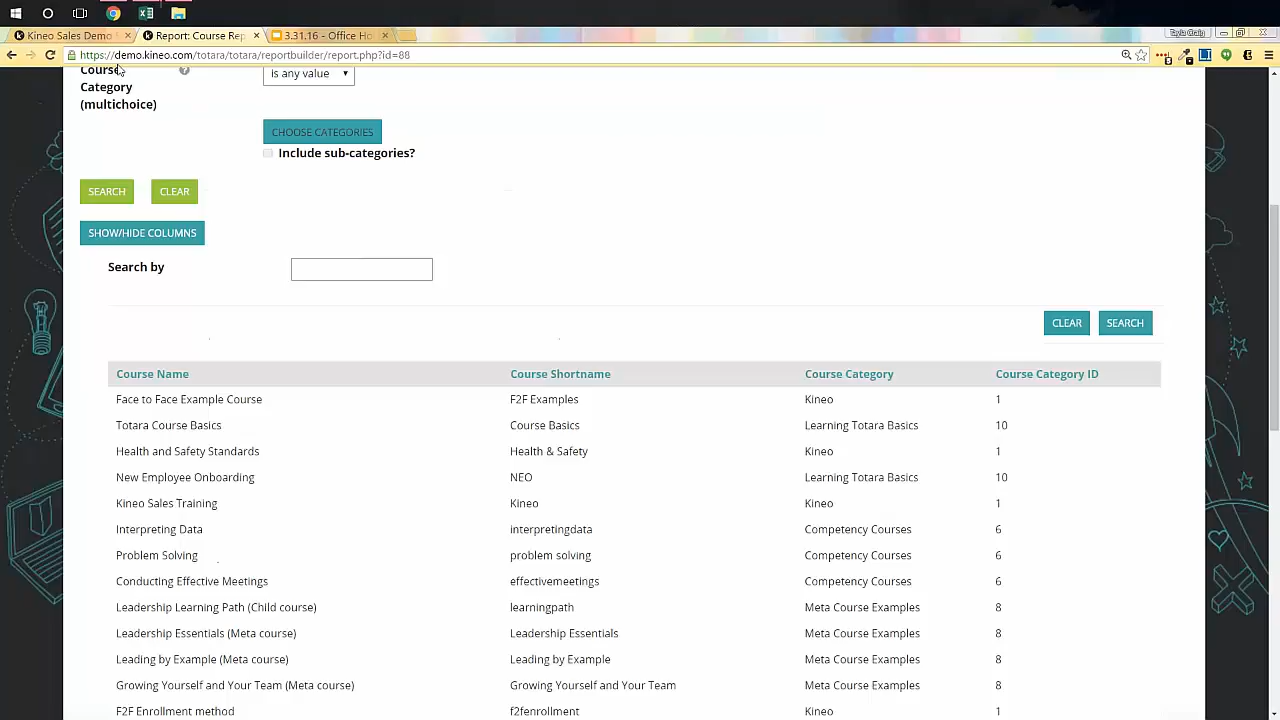 Kineo Sales Demo
Report: Course Rep
3.31.16 - Office Ho
Tayla Craig
https://demo.kineo.com/totara/totara/reportbuilder/report.php?id=88
Course
Category
(multichoice)
is any value
CHOOSE CATEGORIES
Include sub-categories?
SEARCH CLEAR
SHOW/HIDE COLUMNS
Search by
CLEAR SEARCH
Course Name Course Shortname Course Category Course Category ID
Face to Face Example Course F2F Examples Kineo 1
Totara Course Basics Course Basics Learning Totara Basics 10
Health and Safety Standards Health & Safety Kineo 1
New Employee Onboarding NEO Learning Totara Basics 10
Kineo Sales Training Kineo Kineo 1
Interpreting Data interpretingdata Competency Courses 6
Problem Solving problem solving Competency Courses 6
Conducting Effective Meetings effectivemeetings Competency Courses 6
Leadership Learning Path (Child course) learningpath Meta Course Examples 8
Leadership Essentials (Meta course) Leadership Essentials Meta Course Examples 8
Leading by Example (Meta course) Leading by Example Meta Course Examples 8
Growing Yourself and Your Team (Meta course) Growing Yourself and Your Team Meta Course Examples 8
F2F Enrollment method f2fenrollment Kineo 1